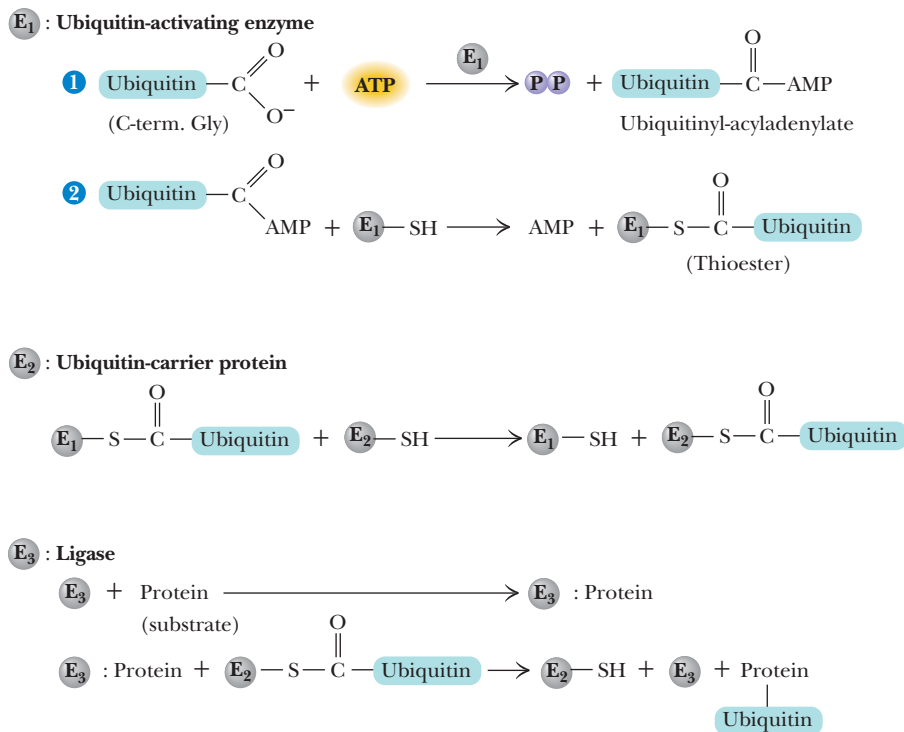 E1 : Ubiquitin-activating enzyme
1 Ubiquitin — C O O− + ATP E1 P P + Ubiquitin — C — AMP O
(C-term. Gly) Ubiquitinyl-acyladenylate
2 Ubiquitin — C O AMP + E1 — SH AMP + E1 — S — C — Ubiquitin O
(Thioester)
E2 : Ubiquitin-carrier protein
E1 — S — C — Ubiquitin O + E2 — SH E1 — SH + E2 — S — C — Ubiquitin O
E3 : Ligase
E3 + Protein E3 : Protein
(substrate)
E3 : Protein + E2 — S — C — Ubiquitin O E2 — SH + E3 + Protein
Ubiquitin